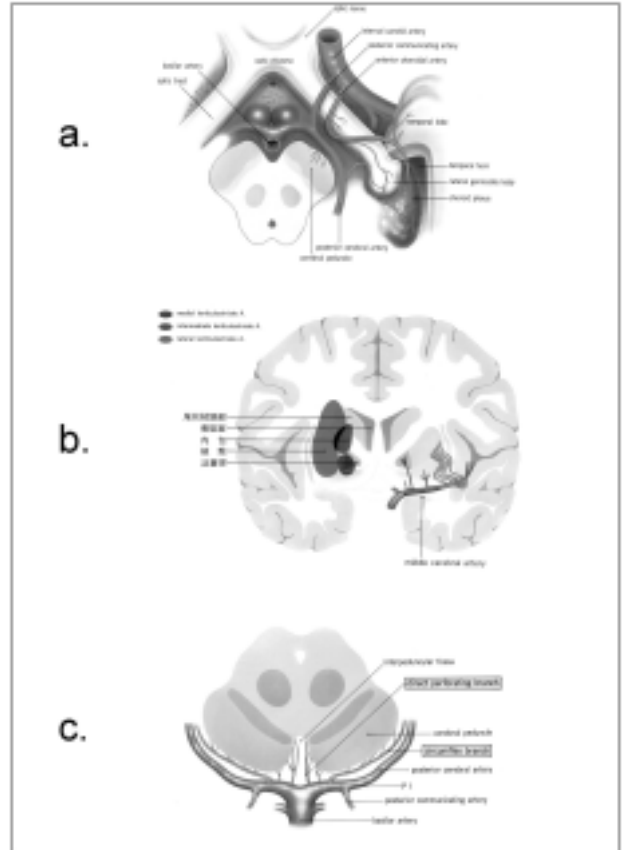 a.
optic nerve
internal carotid artery
posterior communicating artery
anterior choroidal artery
basilar artery
optic chiasma
optic tract
temporal lobe
temporal horn
lateral geniculate body
choroid plexus
posterior cerebral artery
cerebral peduncle
b.
medial lenticulostriate A.
intermediate lenticulostriate A.
lateral lenticulostriate A.
内 包
middle cerebral artery
c.
interpeduncular fossa
direct perforating branch
cerebral peduncle
circumflex branch
posterior cerebral artery
P1
posterior communicating artery
basilar artery